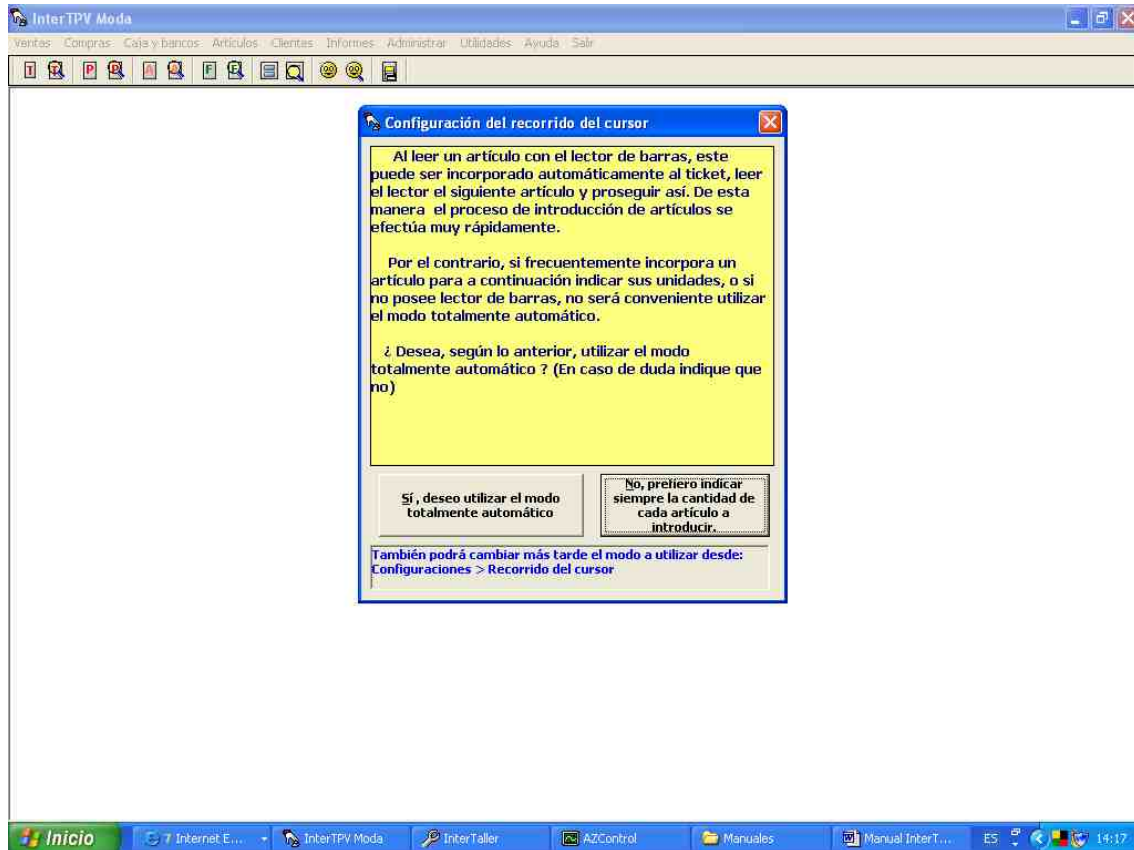 InterTPV Moda
Ventas Compras Caja y bancos Artículos Clientes Informes Administrar Utilidades Ayuda Salir
T P A F
Configuración del recorrido del cursor
Al leer un artículo con el lector de barras, este
puede ser incorporado automáticamente al ticket, leer
el lector el siguiente artículo y proseguir así. De esta
manera el proceso de introducción de artículos se
efectúa muy rápidamente.
Por el contrario, si frecuentemente incorpora un
artículo para a continuación indicar sus unidades, o si
no posee lector de barras, no será conveniente utilizar
el modo totalmente automático.
¿ Desea, según lo anterior, utilizar el modo
totalmente automático ? (En caso de duda indique que
no)
Sí , deseo utilizar el modo
totalmente automático
No, prefiero indicar
siempre la cantidad de
cada artículo a
introducir.
También podrá cambiar más tarde el modo a utilizar desde:
Configuraciones > Recorrido del cursor
Inicio 7 Internet E... InterTPV Moda InterTaller AZControl Manuales Manual InterT... ES 14:17